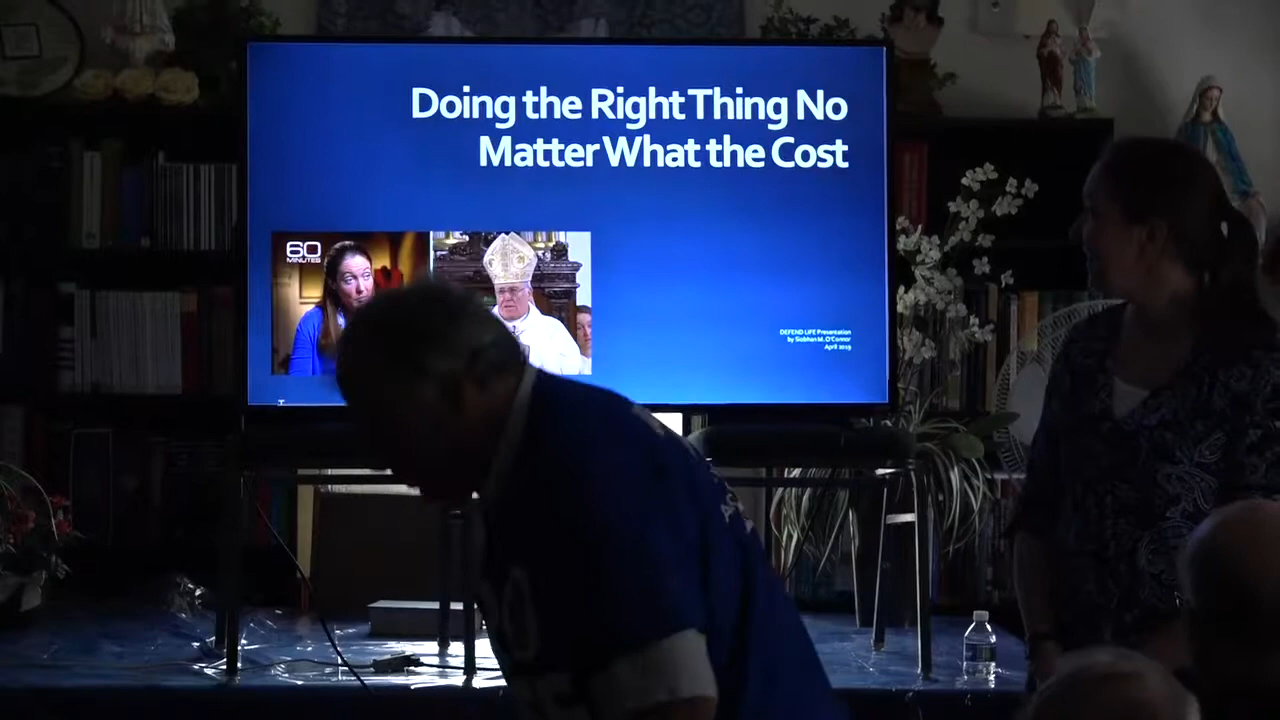 Doing the Right Thing No
Matter What the Cost
60
MINUTES
DEFEND LIFE Presentation
by Siobhan M. O'Connor
April 2019